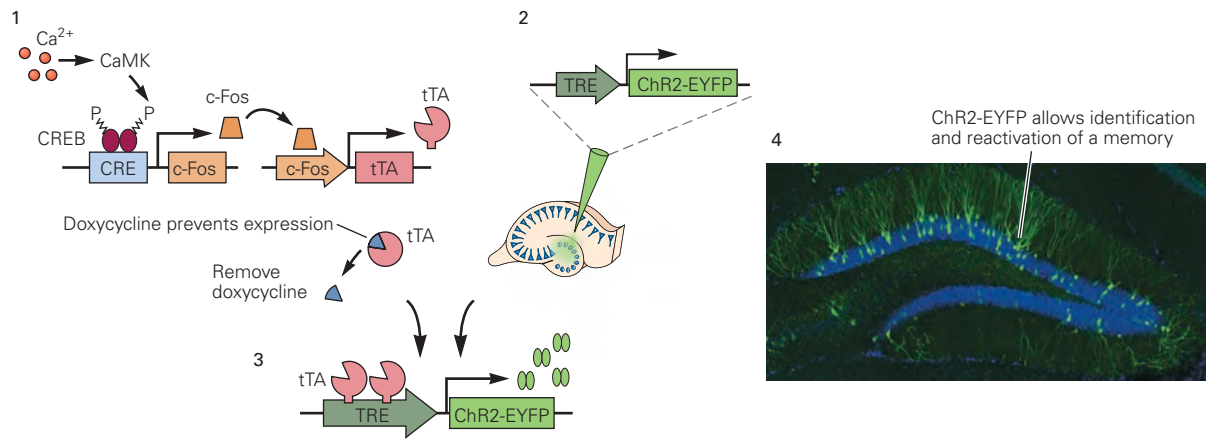 1
Ca²⁺
CaMK
P P
CREB
CRE
c-Fos
c-Fos
c-Fos
tTA
tTA
Doxycycline prevents expression
tTA
Remove
doxycycline
2
TRE
ChR2-EYFP
3
tTA
TRE
ChR2-EYFP
4
ChR2-EYFP allows identification
and reactivation of a memory